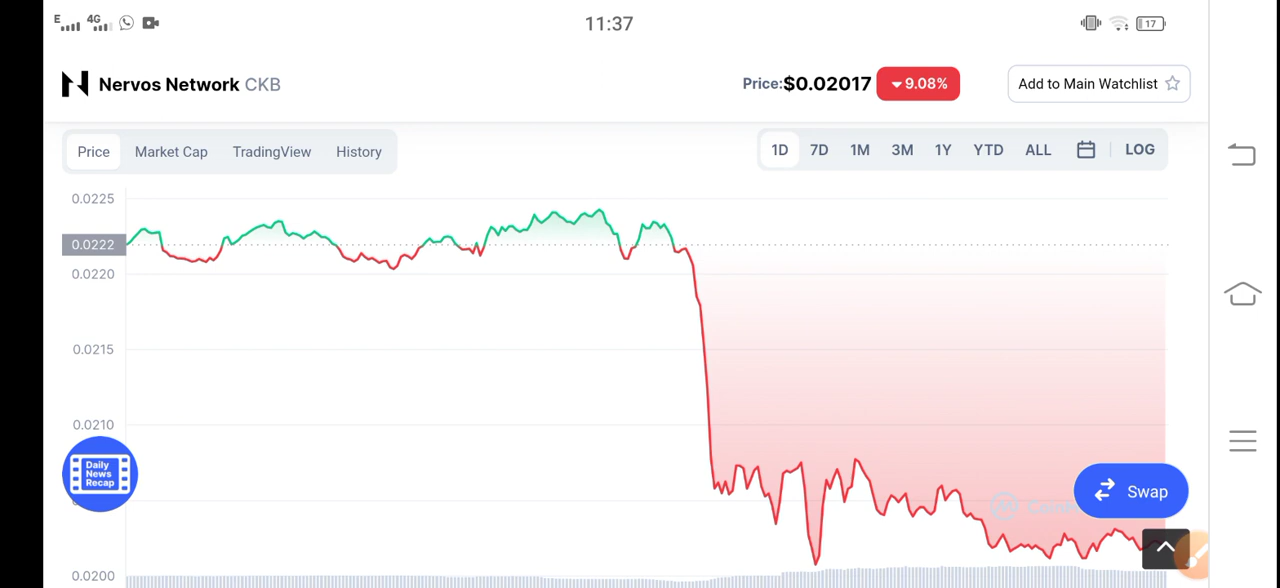 E 4G 11:37 17
Nervos Network CKB Price:$0.02017 9.08% Add to Main Watchlist
Price Market Cap TradingView History 1D 7D 1M 3M 1Y YTD ALL LOG
0.0225
0.0222
0.0220
0.0215
0.0210
Daily
News
Recap
Swap
0.0200